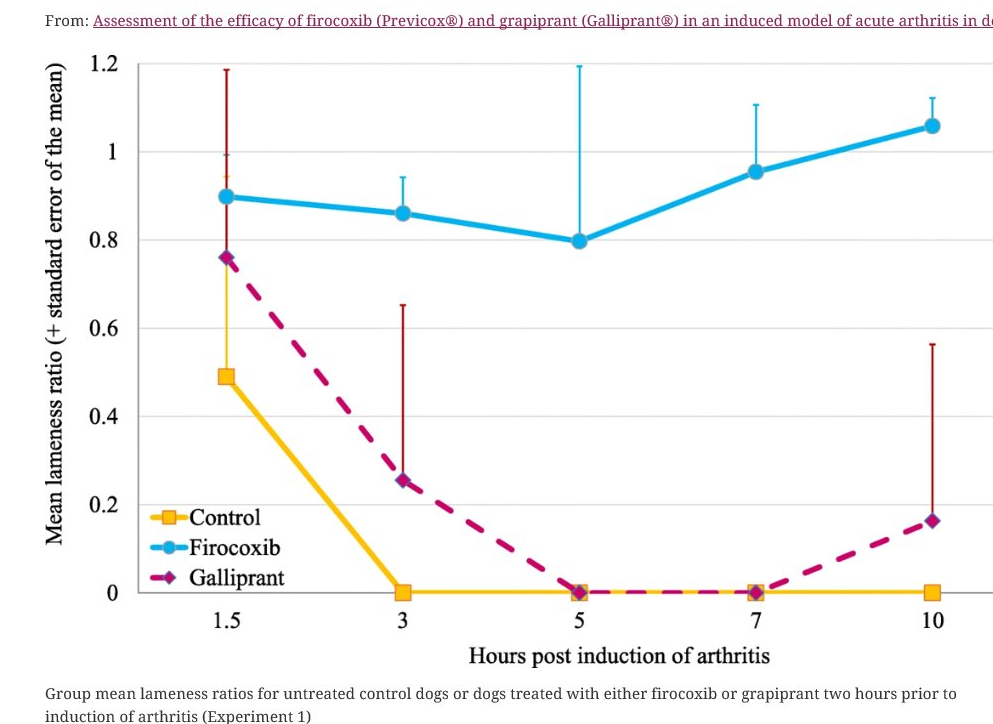 From: Assessment of the efficacy of firocoxib (Previcox®) and grapiprant (Galliprant®) in an induced model of acute arthritis in
Mean lameness ratio (+ standard error of the mean)
1.2
1
0.8
0.6
0.4
0.2
0
Control
Firocoxib
Galliprant
1.5 3 5 7 10
Hours post induction of arthritis
Group mean lameness ratios for untreated control dogs or dogs treated with either firocoxib or grapiprant two hours prior to
induction of arthritis (Experiment 1)